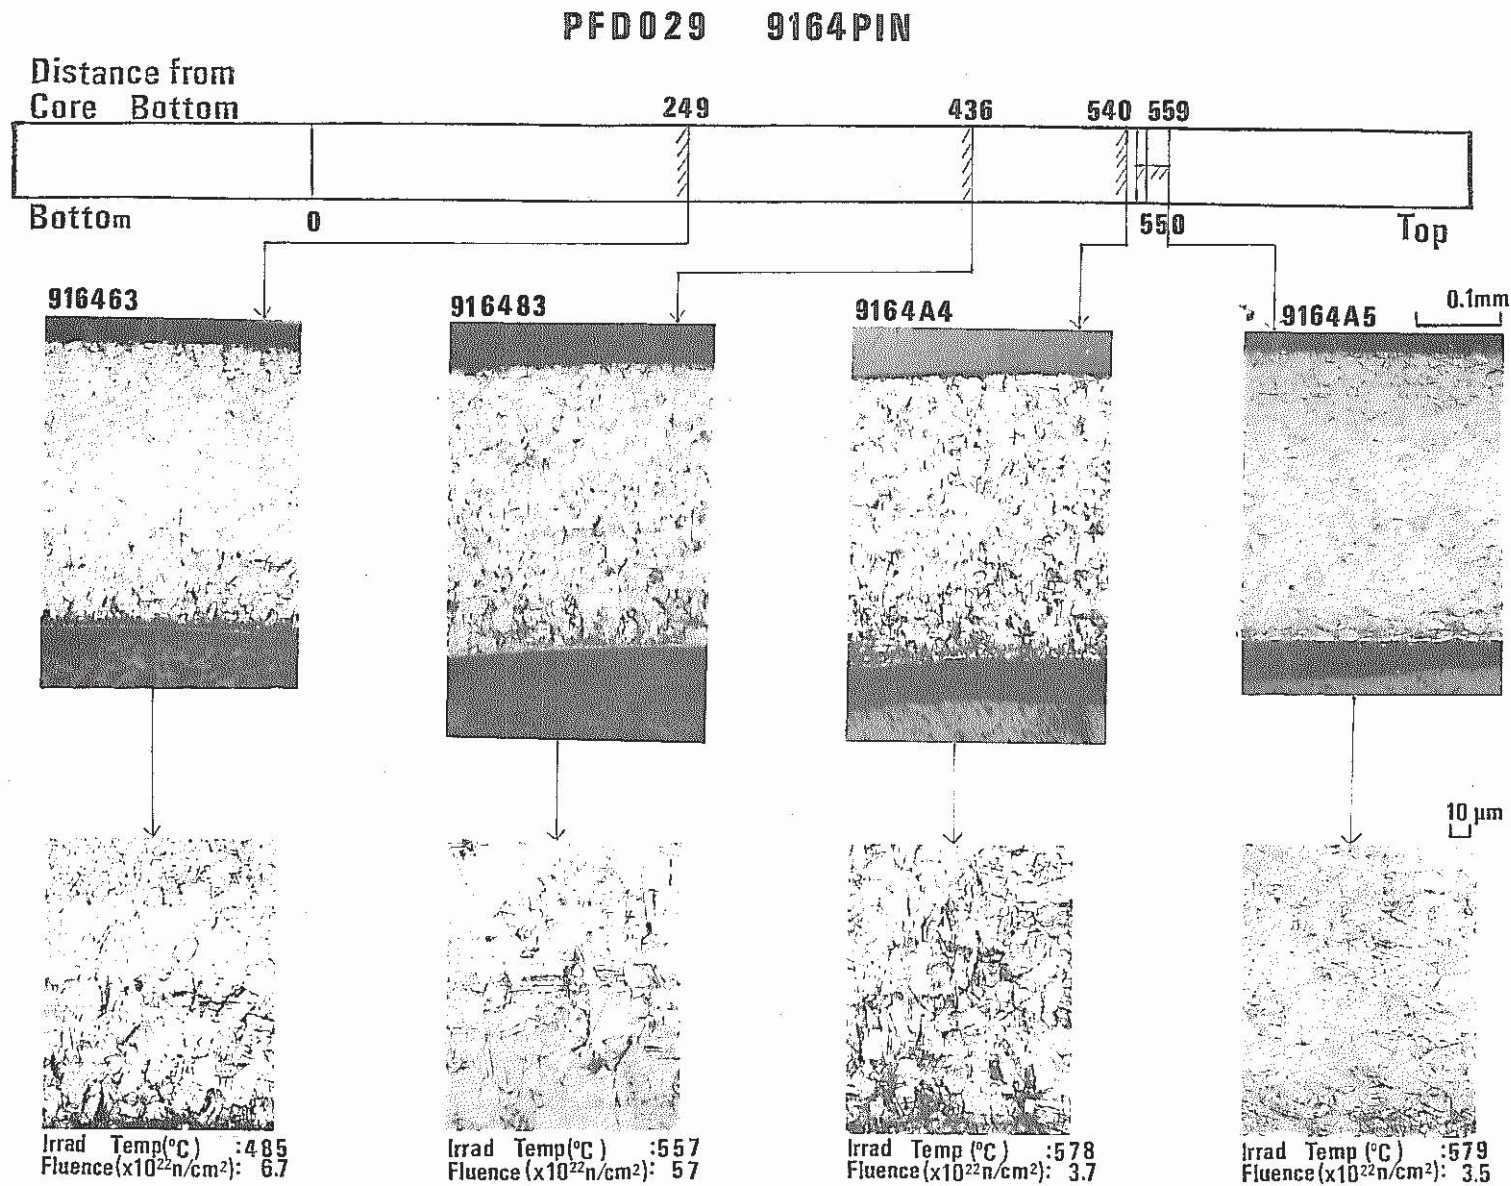 PFD029 9164PIN
Distance from
Core Bottom
249 436 540 559
Bottom 0 550 Top
916463 916483 9164A4 9164A5 0.1mm
10 µm
Irrad Temp(°C) :485
Fluence(x10²²n/cm²): 6.7
Irrad Temp(°C) :557
Fluence(x10²²n/cm²): 57
Irrad Temp(°C) :578
Fluence(x10²²n/cm²): 3.7
Irrad Temp(°C) :579
Fluence(x10²²n/cm²): 3.5